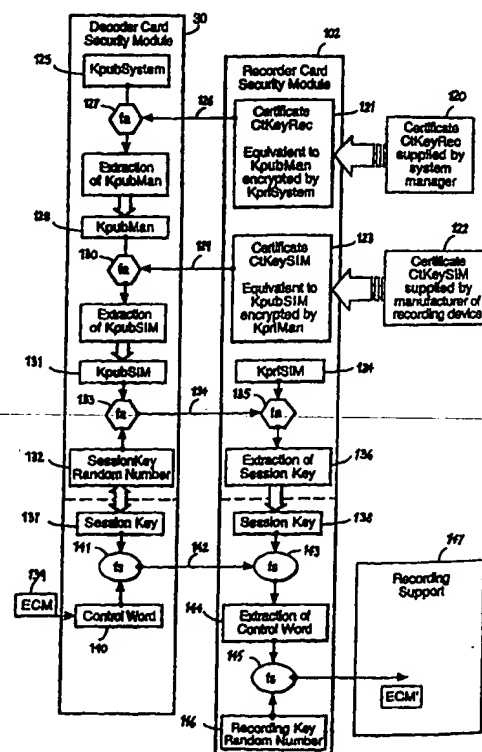 Decoder Card
Security Module
30
125
KpubSystem
127
fa
126
Extraction
of KpubMan
128
KpubMan
130
fa
129
Extraction
of KpubSIM
131
KpubSIM
133
fa
134
132
SessionKey
Random Number
137
Session Key
141
fs
142
139
ECM
Control Word
140
102
Recorder Card
Security Module
121
Certificate
CtKeyRec
Equivalent to
KpubMan
encrypted by
KpriSystem
120
Certificate
CtKeyRec
supplied by
system
manager
123
Certificate
CtKeySIM
Equivalent to
KpubSIM
encrypted by
KpriMan
122
Certificate
CtKeySIM
supplied by
manufacturer of
recording device
KpriSIM
134
135
fa
Extraction of
Session Key
136
Session Key
138
fs
143
144
Extraction of
Control Word
145
fs
146
Recording Key
Random Number
147
Recording
Support
ECM'